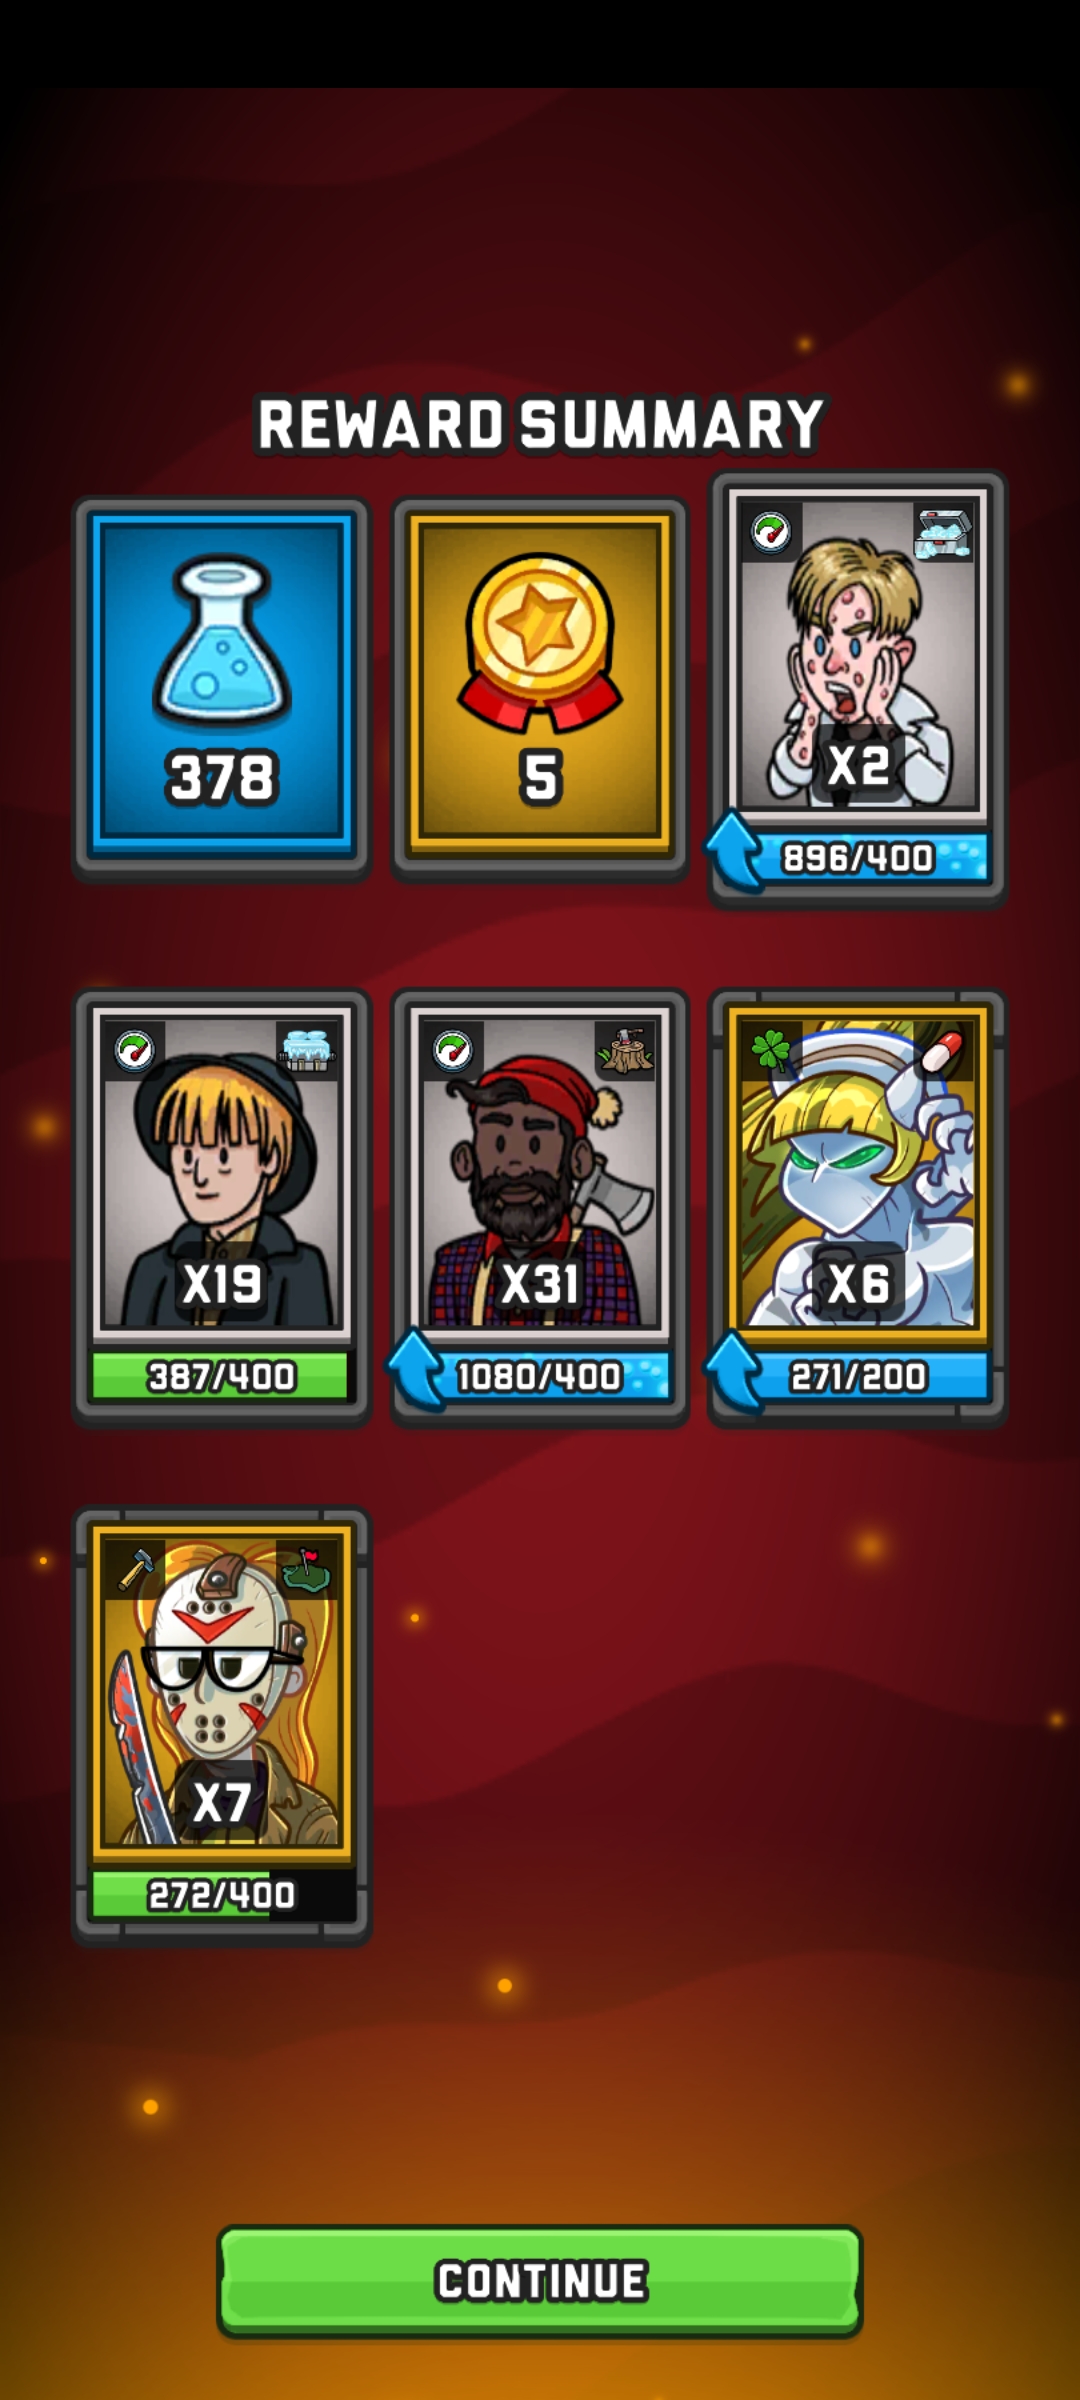 REWARD SUMMARY
378
5
X2
896/400
X19
387/400
X31
1080/400
X6
271/200
X7
272/400
CONTINUE